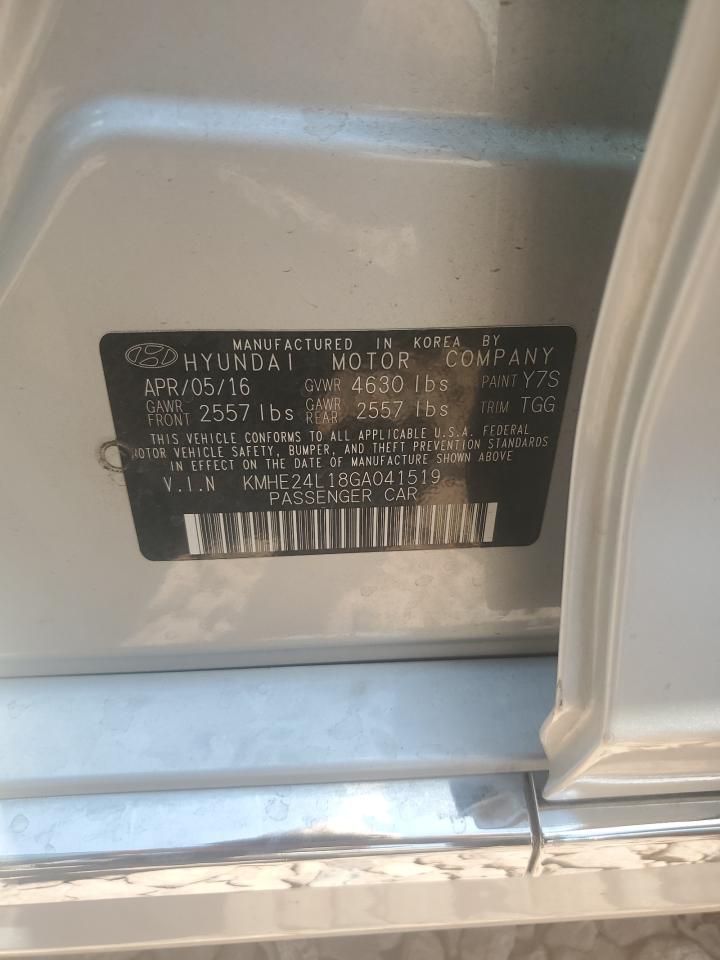 MANUFACTURED IN KOREA BY
HYUNDAI MOTOR COMPANY
APR/05/16 GVWR 4630 lbs PAINT Y7S
GAWR FRONT 2557 lbs GAWR REAR 2557 lbs TRIM TGG
THIS VEHICLE CONFORMS TO ALL APPLICABLE U.S.A. FEDERAL
MOTOR VEHICLE SAFETY, BUMPER, AND THEFT PREVENTION STANDARDS
IN EFFECT ON THE DATE OF MANUFACTURE SHOWN ABOVE
V.I.N KMHE24L18GA041519
PASSENGER CAR